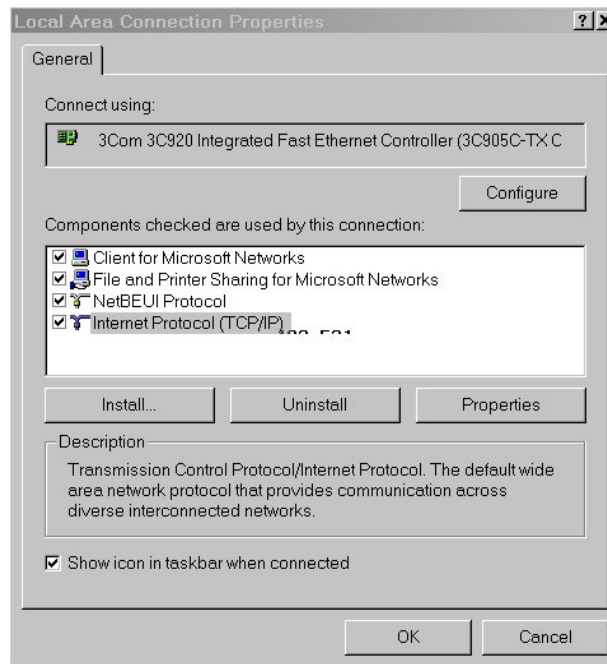 Local Area Connection Properties
General
Connect using:
3Com 3C920 Integrated Fast Ethernet Controller (3C905C-TX C
Configure
Components checked are used by this connection:
Client for Microsoft Networks
File and Printer Sharing for Microsoft Networks
NetBEUI Protocol
Internet Protocol (TCP/IP)
Install...
Uninstall
Properties
Description
Transmission Control Protocol/Internet Protocol. The default wide
area network protocol that provides communication across
diverse interconnected networks.
Show icon in taskbar when connected
OK
Cancel